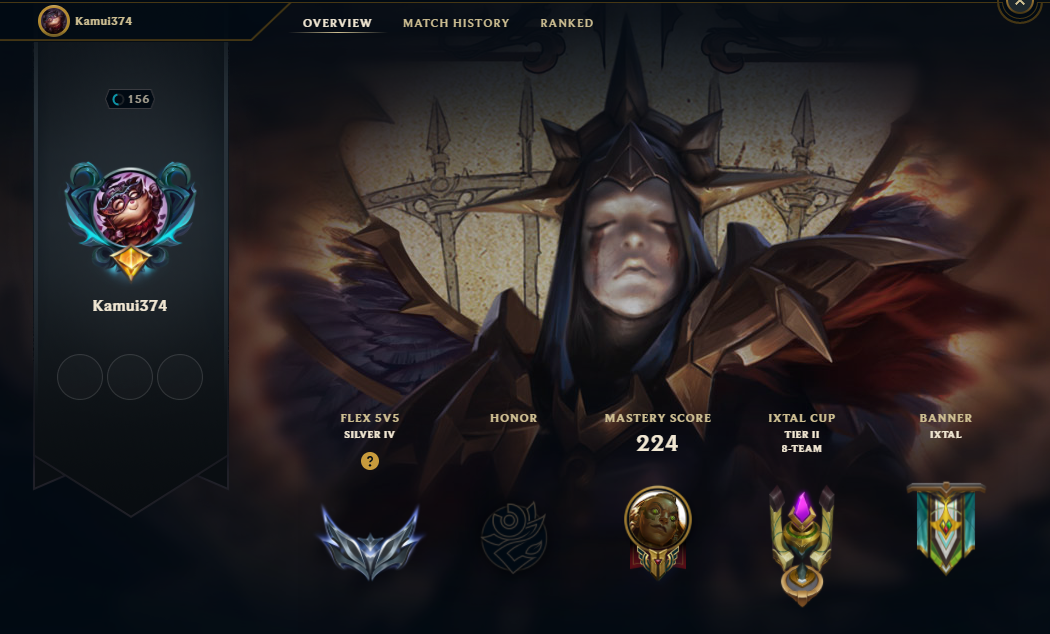 Kamui374
OVERVIEW
MATCH HISTORY
RANKED
156
Kamui374
FLEX 5V5
SILVER IV
?
HONOR
MASTERY SCORE
224
IXTAL CUP
TIER II
8-TEAM
BANNER
IXTAL